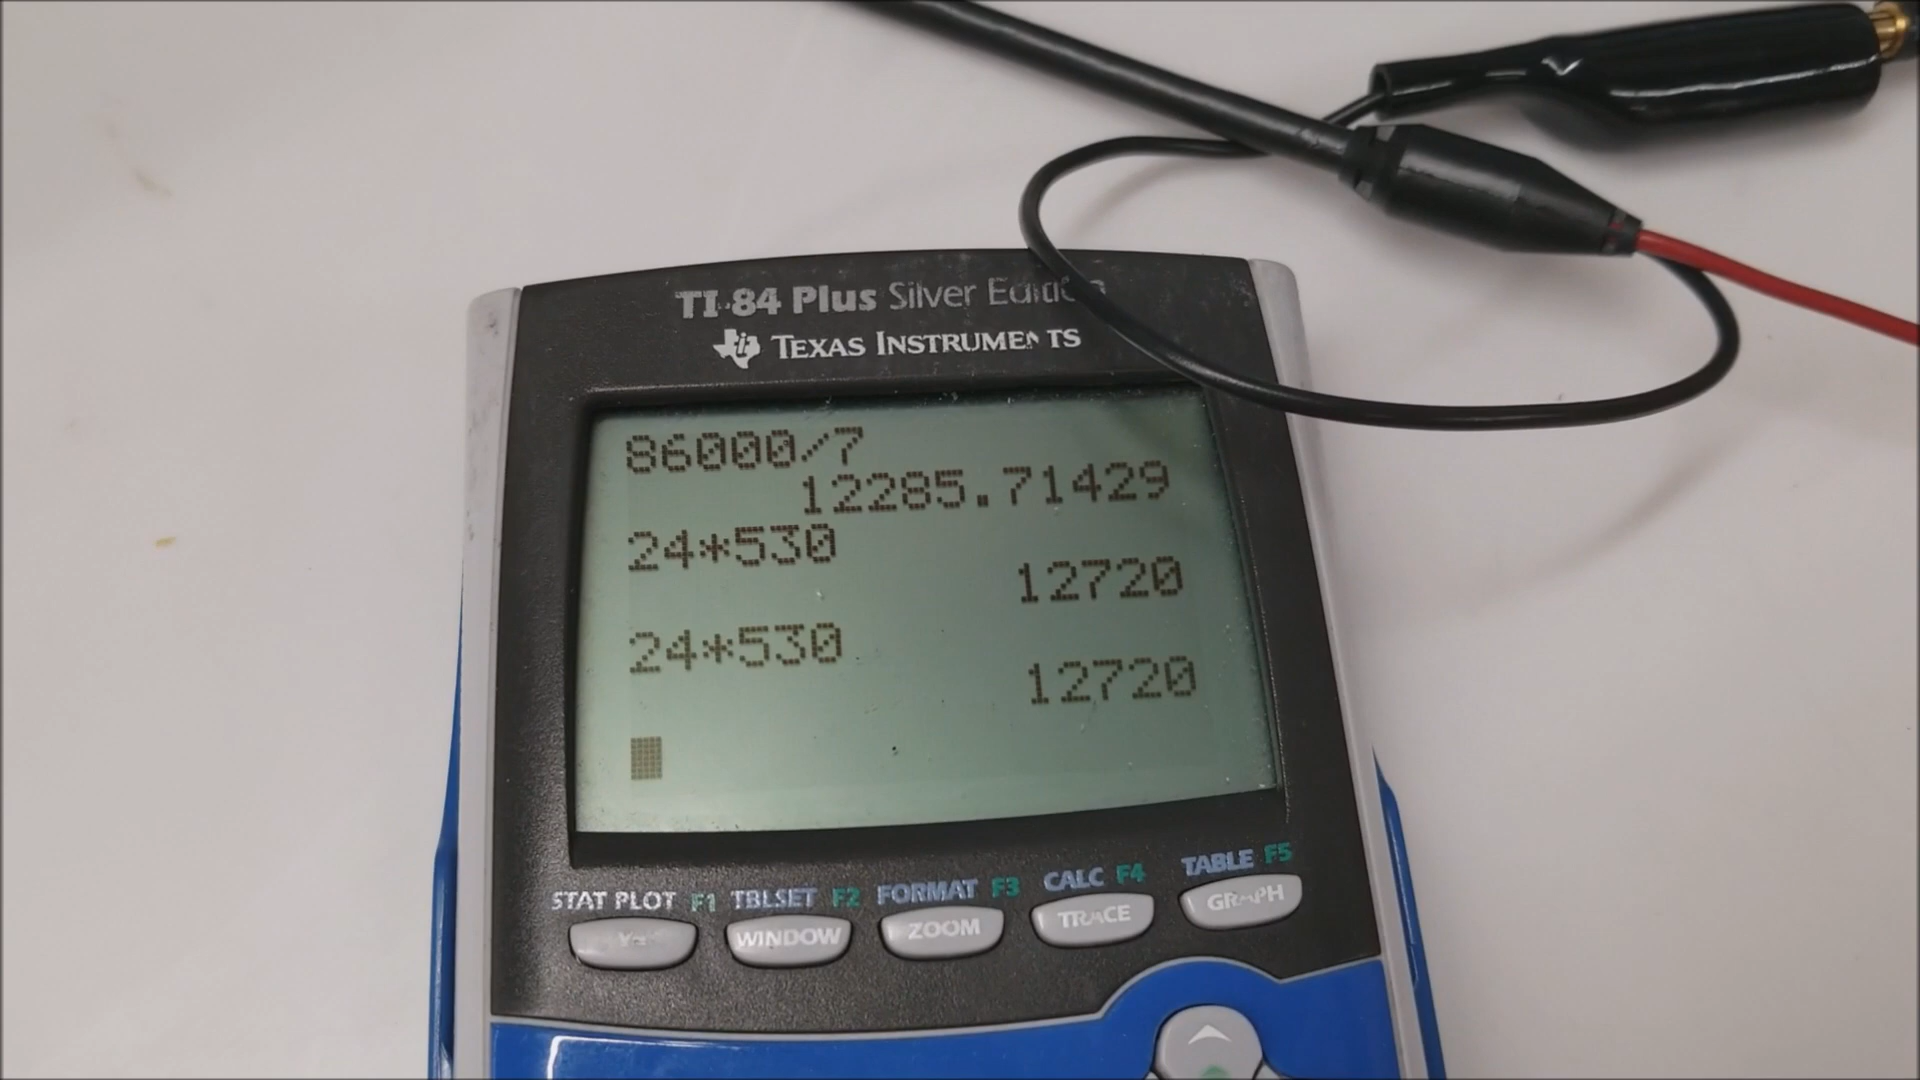 TI-84 Plus Silver Edition
TEXAS INSTRUMENTS
86000/7
12285.71429
24*530
12720
24*530
12720
STAT PLOT F1 TBLSET F2 FORMAT F3 CALC F4 TABLE F5
Y= WINDOW ZOOM TRACE GRAPH